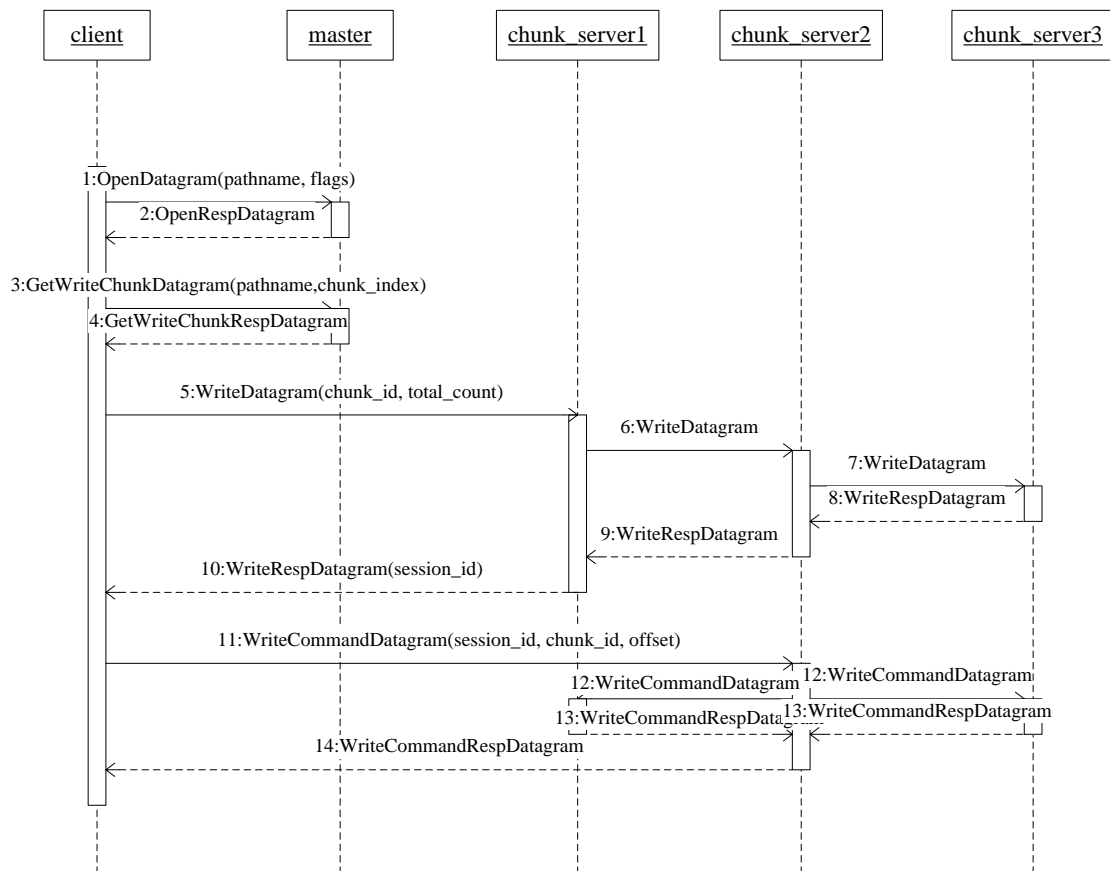 client
master
chunk_server1
chunk_server2
chunk_server3
1:OpenDatagram(pathname, flags)
2:OpenRespDatagram
3:GetWriteChunkDatagram(pathname,chunk_index)
4:GetWriteChunkRespDatagram
5:WriteDatagram(chunk_id, total_count)
6:WriteDatagram
7:WriteDatagram
8:WriteRespDatagram
9:WriteRespDatagram
10:WriteRespDatagram(session_id)
11:WriteCommandDatagram(session_id, chunk_id, offset)
12:WriteCommandDatagram
12:WriteCommandDatagram
13:WriteCommandRespDatagram
13:WriteCommandRespDatagram
14:WriteCommandRespDatagram